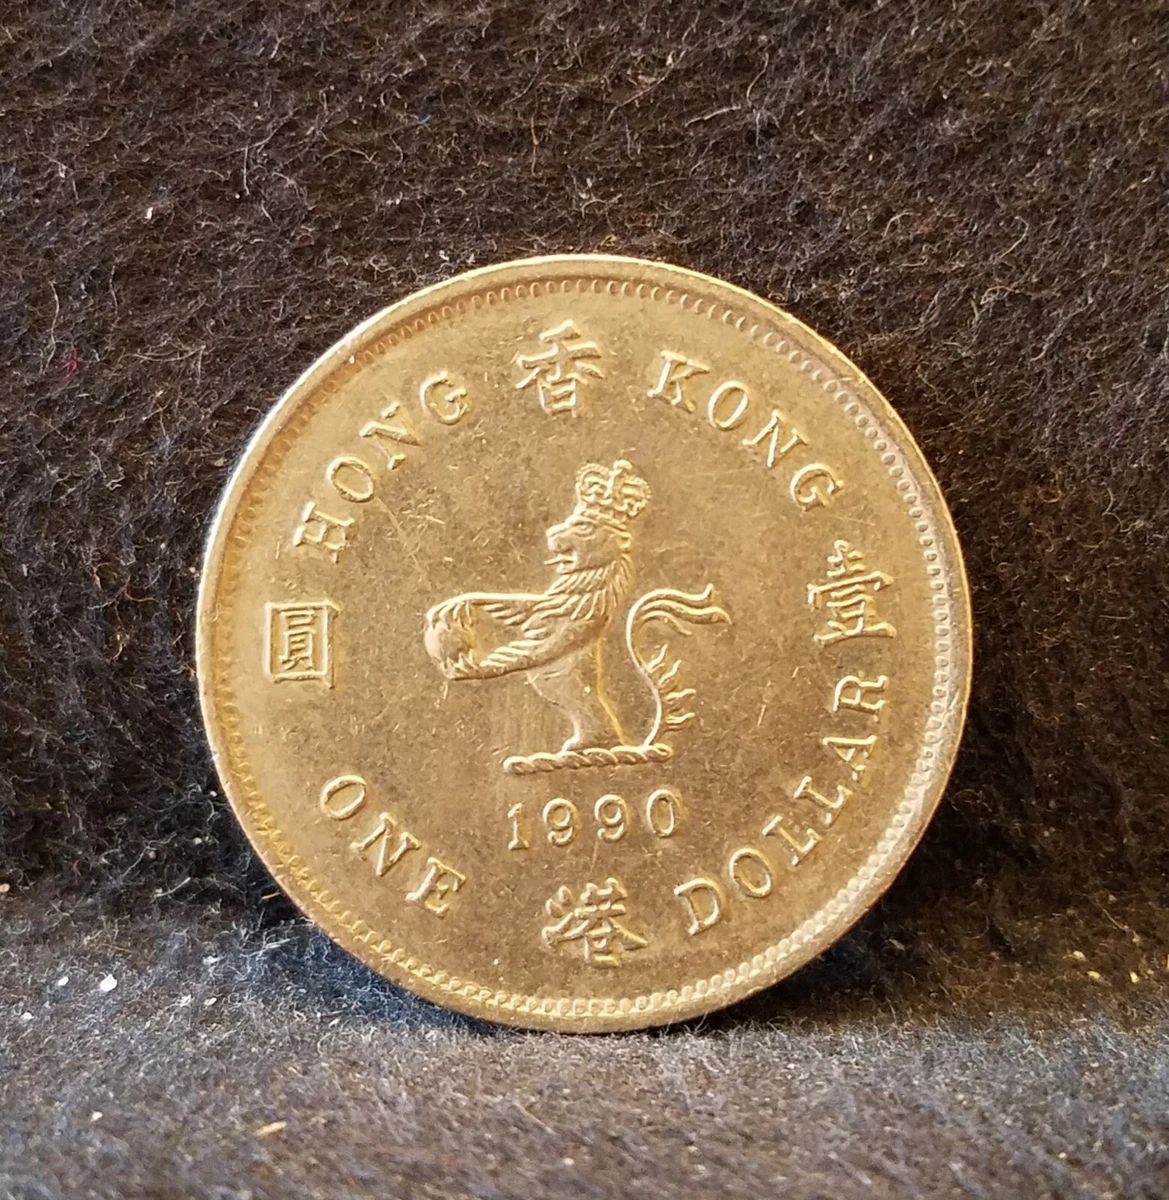 HONG 香 KONG
圓 壹
1990
ONE 港 DOLLAR